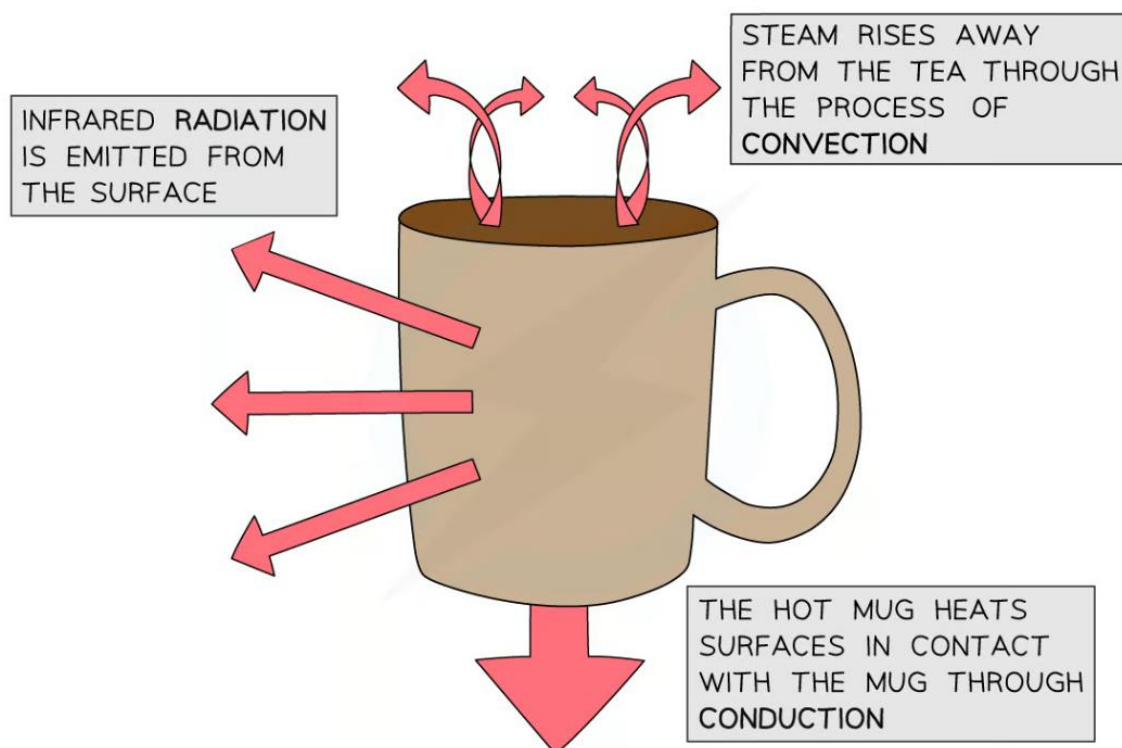 INFRARED RADIATION
IS EMITTED FROM
THE SURFACE
STEAM RISES AWAY
FROM THE TEA THROUGH
THE PROCESS OF
CONVECTION
THE HOT MUG HEATS
SURFACES IN CONTACT
WITH THE MUG THROUGH
CONDUCTION